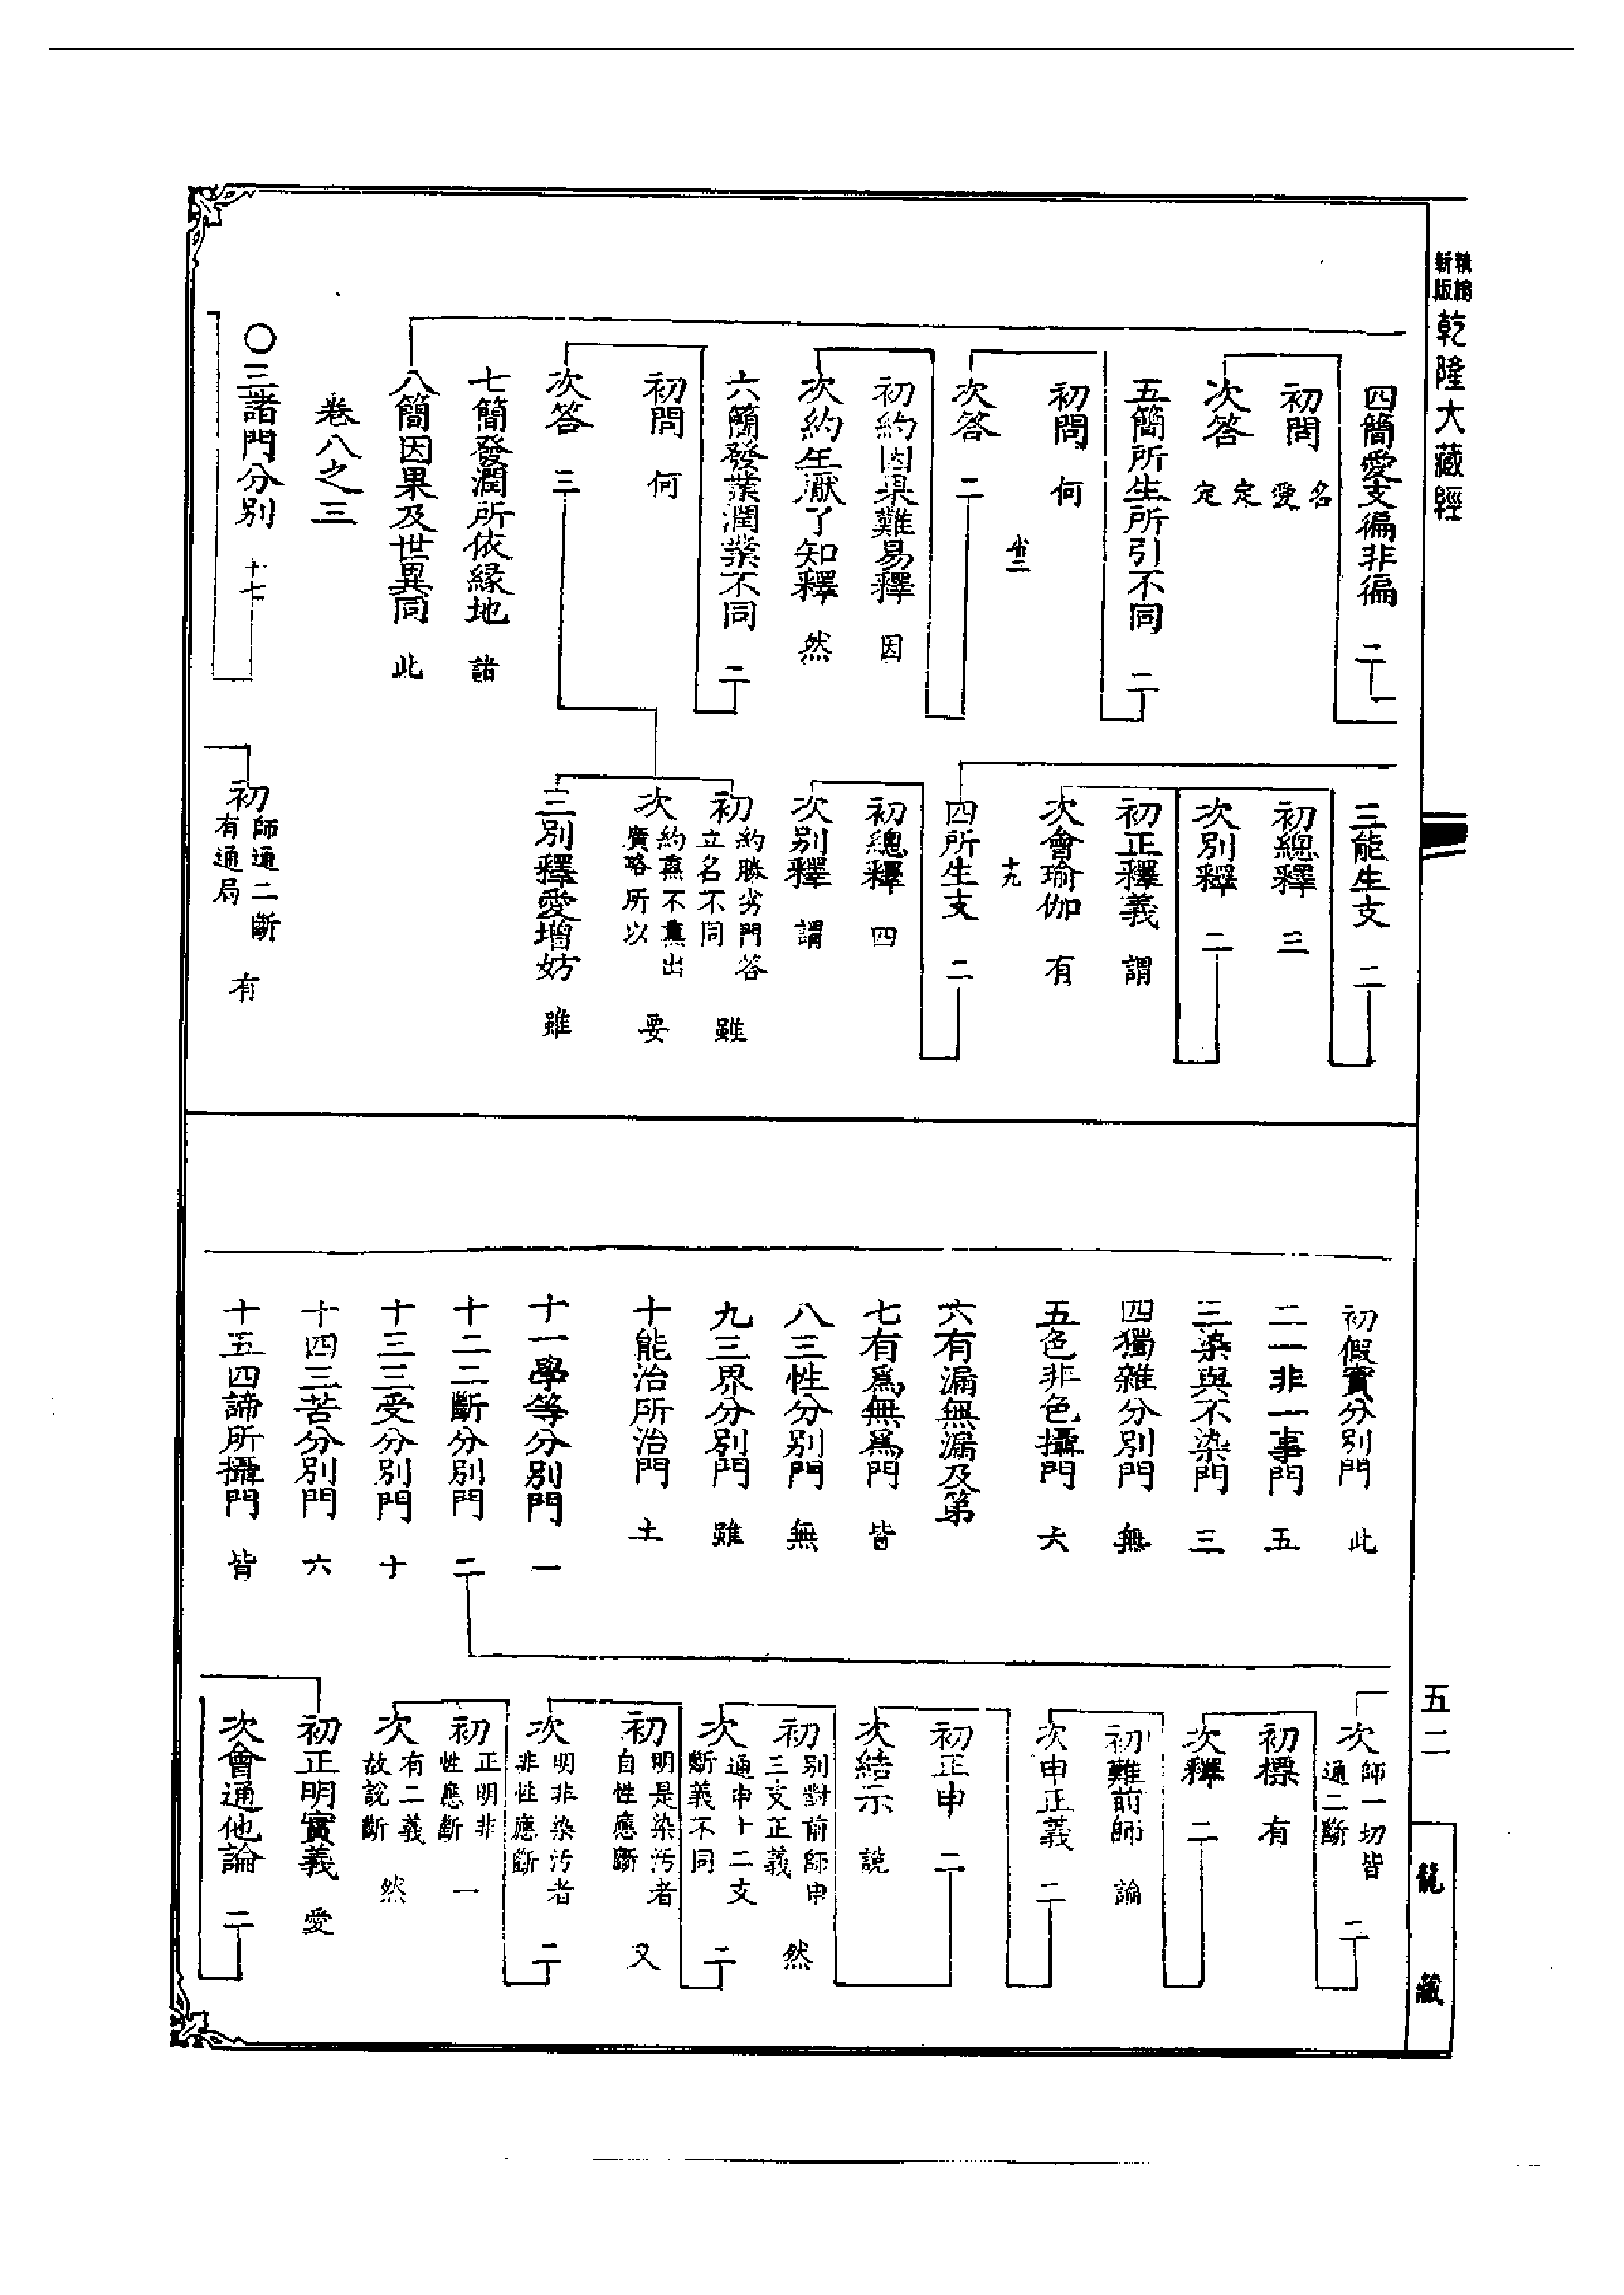 新版
乾隆大藏經
四簡愛支徧非徧 二
初問 名愛
次答 定定
五簡所生所引不同 二
初問 何
次答 二
初約因果難易釋 因
次約生厭了知釋 然
六簡發業潤業不同 二
初問 何
次答 三
七簡發潤所依緣地 諸
八簡因果及世異同 此
卷八之三
○三諸門分別 十七
三能生支 二
初總釋 三
次別釋 二
初正釋義 謂
次會瑜伽 有
十九
四所生支 二
初總釋 四
次別釋 謂
初約勝劣門答立名不同 雖
次約熏不熏出廣略所以 要
三別釋愛增妨 雖
初師通二斷有通局 有
初假實分別門 此
二一非一事門 五
三染與不染門 三
四獨雜分別門 無
五色非色攝門 六
六有漏無漏及第
七有爲無爲門 皆
八三性分別門 無
九三界分別門 雖
十能治所治門 土
十一學等分別門 一
十二二斷分別門 二
十三三受分別門 十
十四三苦分別門 六
十五四諦所攝門 皆
次師一切皆通二斷 二
初標 有
次釋 二
初難前師 論
次申正義 二
初正申 二
次結示 說
初別對前師申三支正義 然
次通申十二支斷義不同 二
初明是染污者自性應斷 又
次明非染污者非性應斷 二
初正明非性應斷 一
次有二義故說斷 然
初正明實義 愛
次會通他論 二
五二
龍藏